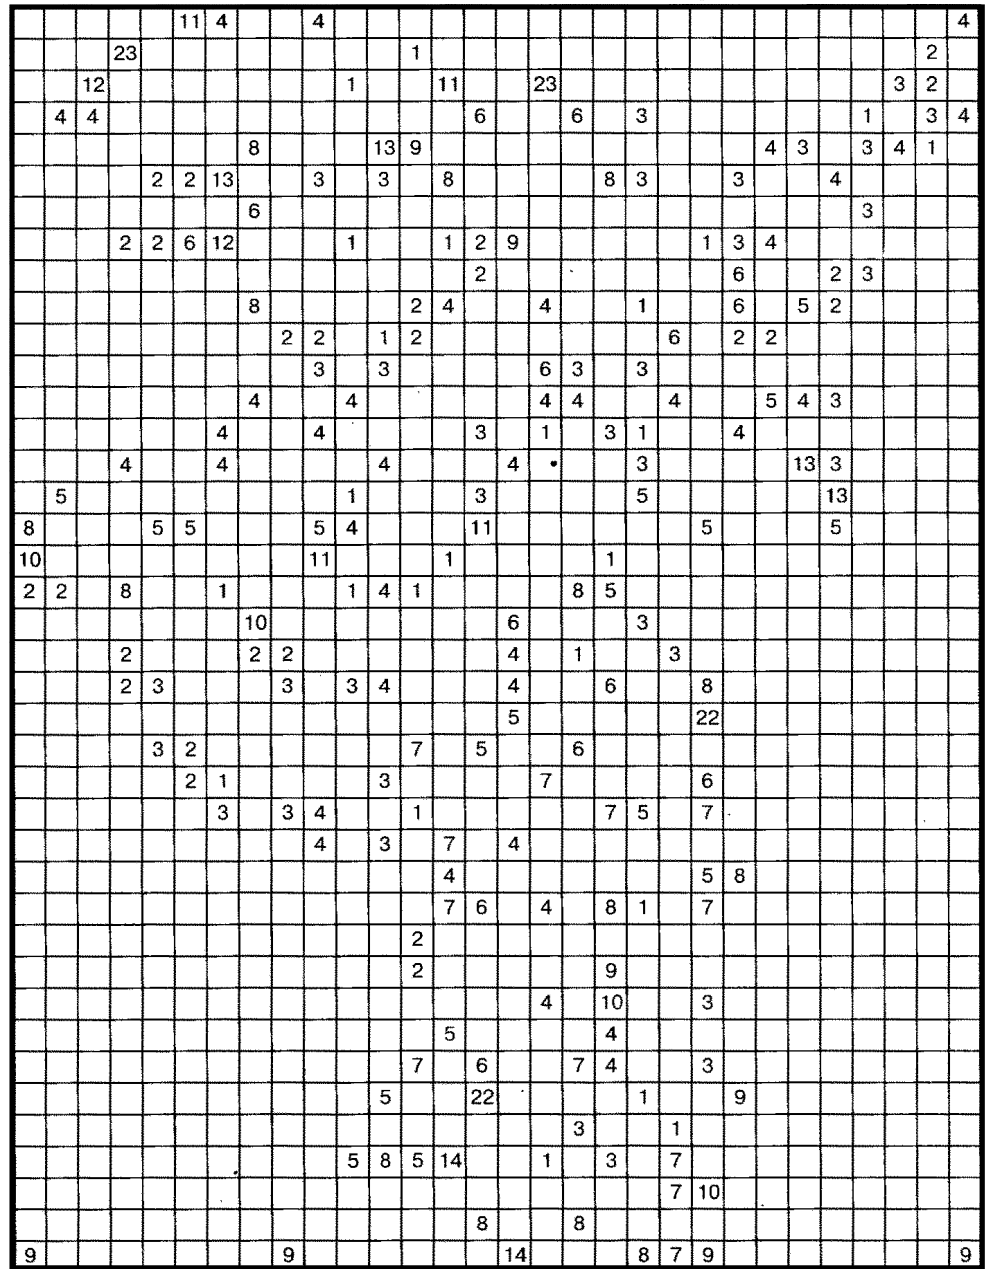 11 4 4 4
23 1 2
12 1 11 23 3 2
4 4 6 6 3 1 3 4
8 13 9 4 3 3 4 1
2 2 13 3 3 8 8 3 3 4
6 3
2 2 6 12 1 1 2 9 1 3 4
2 6 2 3
8 2 4 4 1 6 5 2
2 2 1 2 6 2 2
3 3 6 3 3
4 4 4 4 4 5 4 3
4 4 3 1 3 1 4
4 4 4 4 3 13 3
5 1 3 5 13
8 5 5 5 4 11 5 5
10 11 1 1
2 2 8 1 1 4 1 8 5
10 6 3
2 2 2 4 1 3
2 3 3 3 4 4 6 8
5 22
3 2 7 5 6
2 1 3 7 6
3 3 4 1 7 5 7
4 3 7 4
4 5 8
7 6 4 8 1 7
2
2 9
4 10 3
5 4
7 6 7 4 3
5 22 1 9
3 1
5 8 5 14 1 3 7
7 10
8 8
9 9 14 8 7 9 9